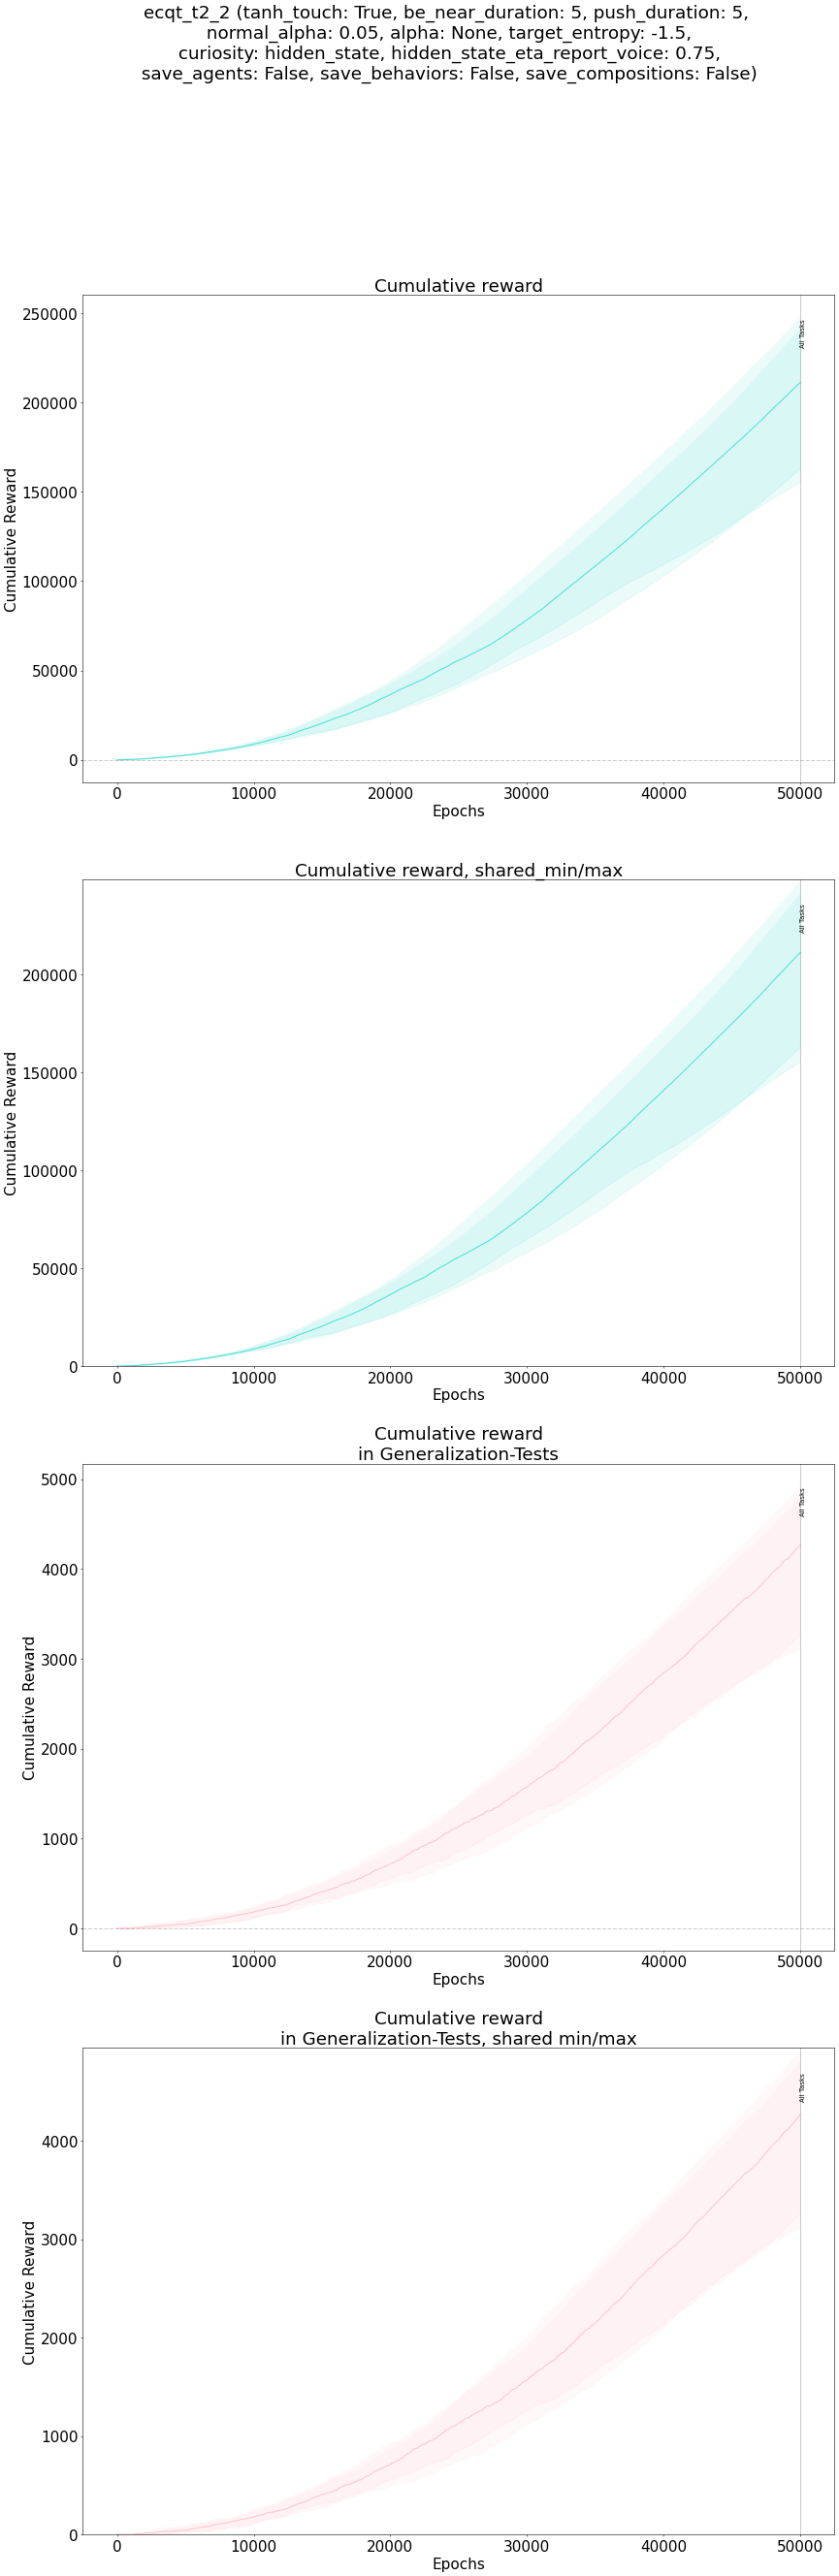 ecqt_t2_2 (tanh_touch: True, be_near_duration: 5, push_duration: 5,
normal_alpha: 0.05, alpha: None, target_entropy: -1.5,
curiosity: hidden_state, hidden_state_eta_report_voice: 0.75,
save_agents: False, save_behaviors: False, save_compositions: False)
Cumulative reward
250000
200000
150000
100000
50000
0
Cumulative Reward
All Tasks
0 10000 20000 30000 40000 50000
Epochs
Cumulative reward, shared_min/max
200000
150000
100000
50000
0
Cumulative Reward
All Tasks
0 10000 20000 30000 40000 50000
Epochs
Cumulative reward
in Generalization-Tests
5000
4000
3000
2000
1000
0
Cumulative Reward
All Tasks
0 10000 20000 30000 40000 50000
Epochs
Cumulative reward
in Generalization-Tests, shared min/max
4000
3000
2000
1000
0
Cumulative Reward
All Tasks
0 10000 20000 30000 40000 50000
Epochs